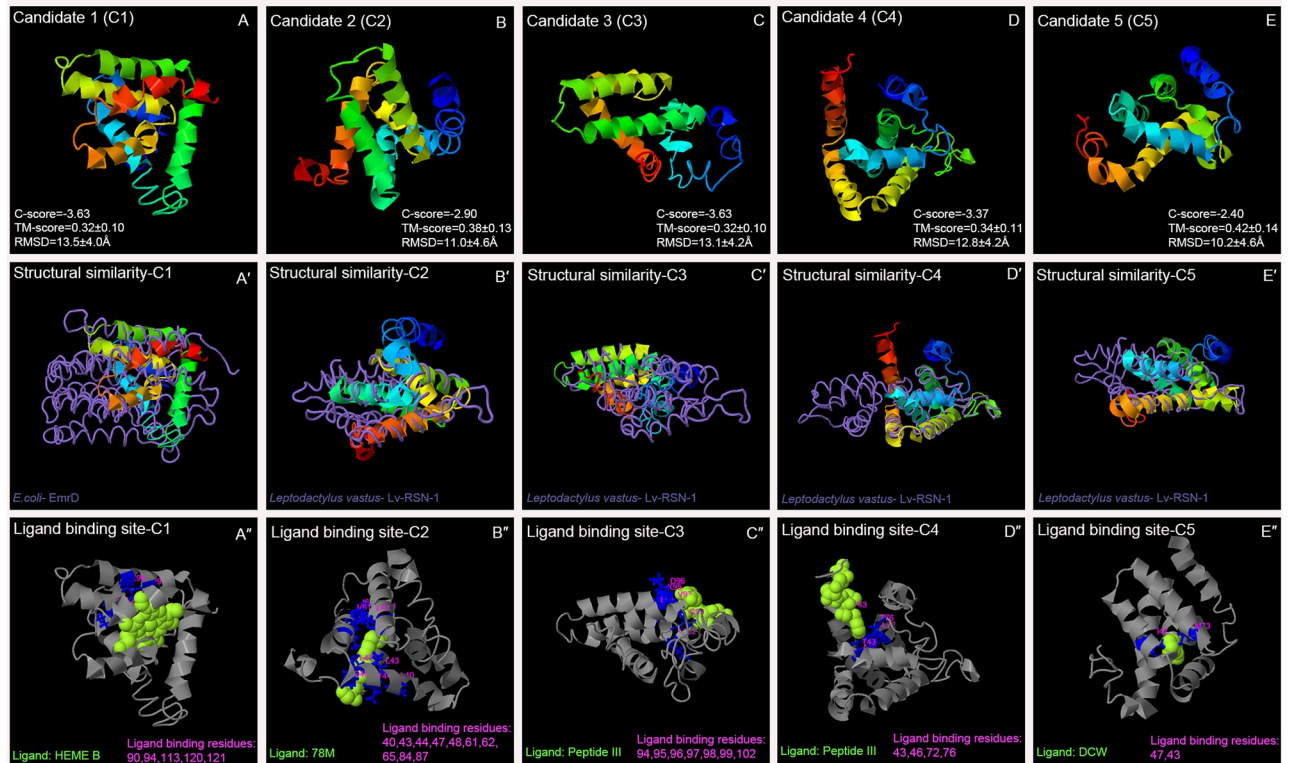 Candidate 1 (C1)
A
C-score=-3.63
TM-score=0.32±0.10
RMSD=13.5±4.0Å
Candidate 2 (C2)
B
C-score=-2.90
TM-score=0.38±0.13
RMSD=11.0±4.6Å
Candidate 3 (C3)
C
C-score=-3.63
TM-score=0.32±0.10
RMSD=13.1±4.2Å
Candidate 4 (C4)
D
C-score=-3.37
TM-score=0.34±0.11
RMSD=12.8±4.2Å
Candidate 5 (C5)
E
C-score=-2.40
TM-score=0.42±0.14
RMSD=10.2±4.6Å
Structural similarity-C1
A′
E.coli- EmrD
Structural similarity-C2
B′
Leptodactylus vastus- Lv-RSN-1
Structural similarity-C3
C′
Leptodactylus vastus- Lv-RSN-1
Structural similarity-C4
D′
Leptodactylus vastus- Lv-RSN-1
Structural similarity-C5
E′
Leptodactylus vastus- Lv-RSN-1
Ligand binding site-C1
A″
Ligand: HEME B
Ligand binding residues:
90,94,113,120,121
Ligand binding site-C2
B″
Ligand: 78M
Ligand binding residues:
40,43,44,47,48,61,62,
65,84,87
Ligand binding site-C3
C″
D96
Ligand: Peptide III
Ligand binding residues:
94,95,96,97,98,99,102
Ligand binding site-C4
D″
Ligand: Peptide III
Ligand binding residues:
43,46,72,76
Ligand binding site-C5
E″
Ligand: DCW
Ligand binding residues:
47,43